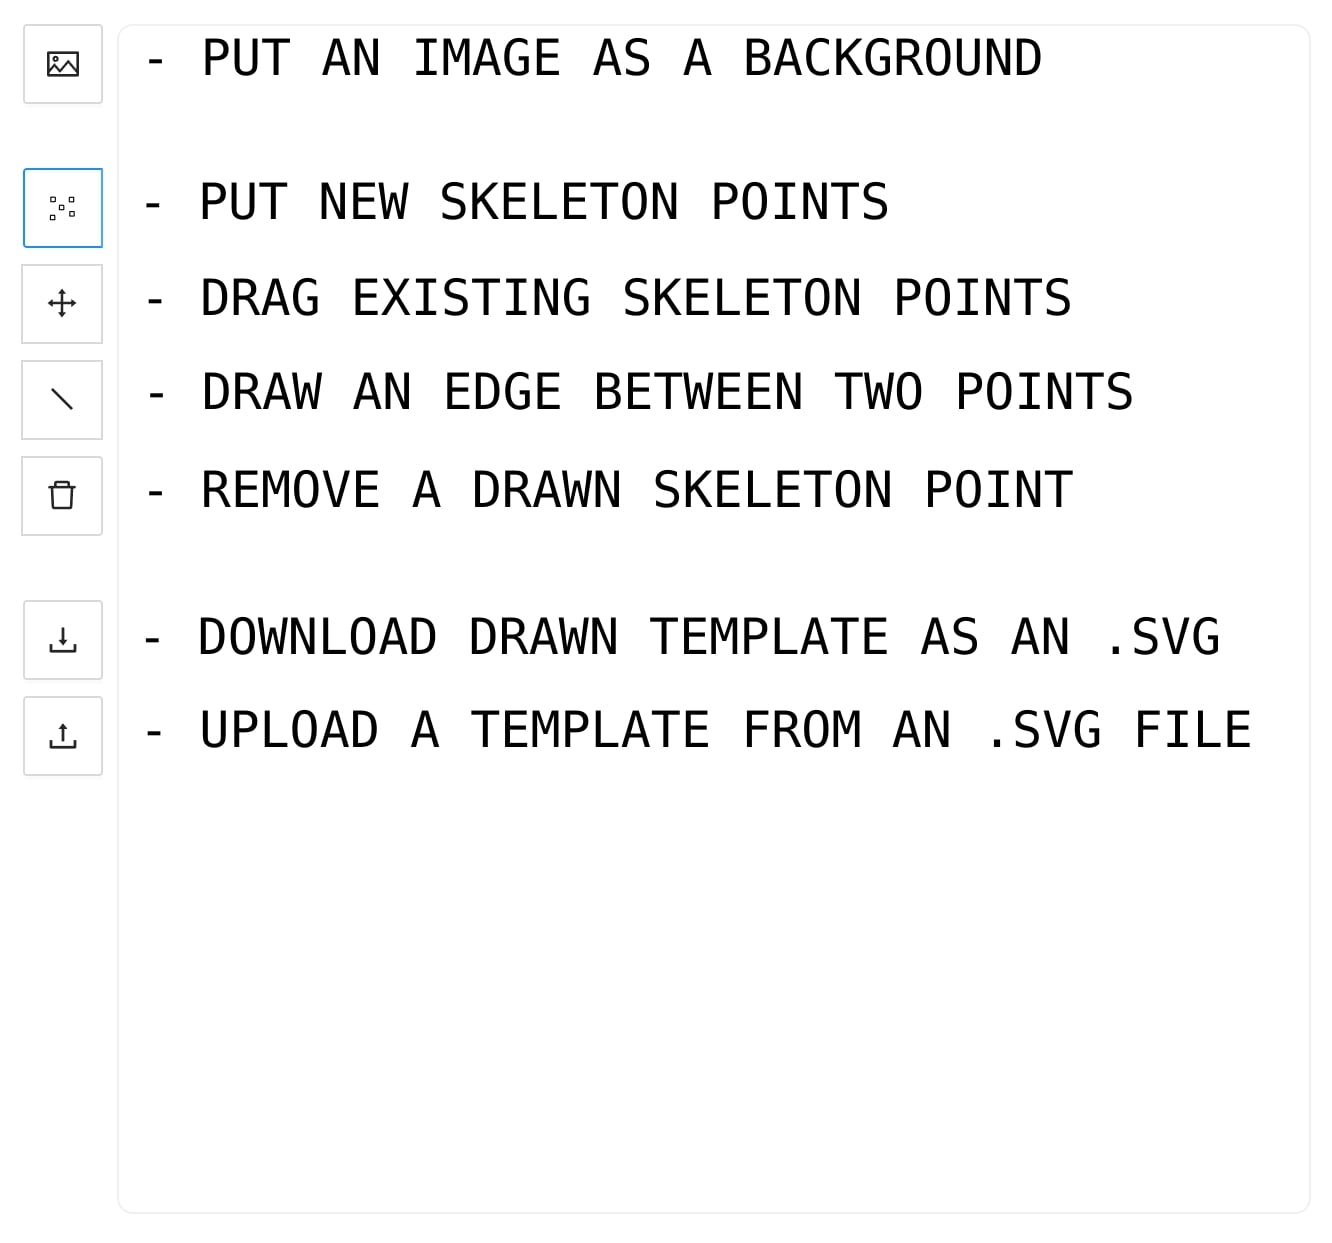 - PUT AN IMAGE AS A BACKGROUND
- PUT NEW SKELETON POINTS
- DRAG EXISTING SKELETON POINTS
- DRAW AN EDGE BETWEEN TWO POINTS
- REMOVE A DRAWN SKELETON POINT
- DOWNLOAD DRAWN TEMPLATE AS AN .SVG
- UPLOAD A TEMPLATE FROM AN .SVG FILE